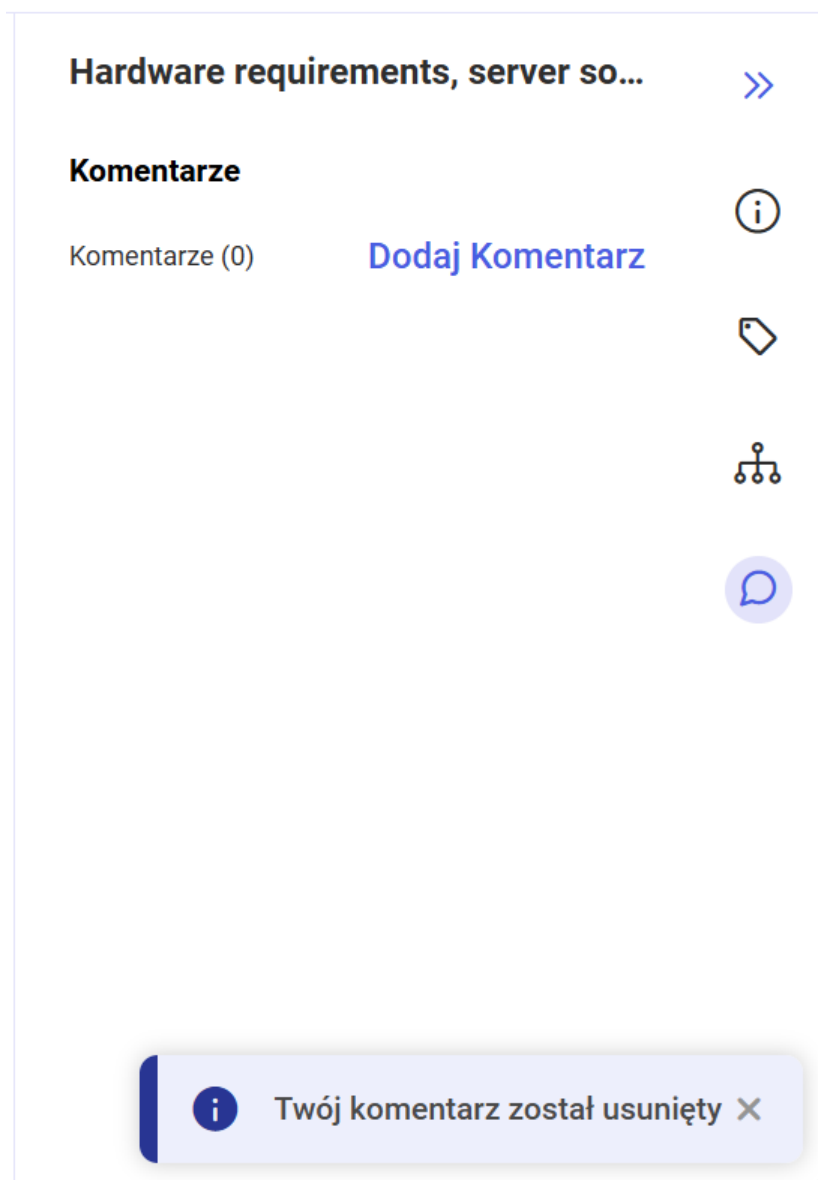 Hardware requirements, server so...
Komentarze
Komentarze (0) Dodaj Komentarz
Twój komentarz został usunięty